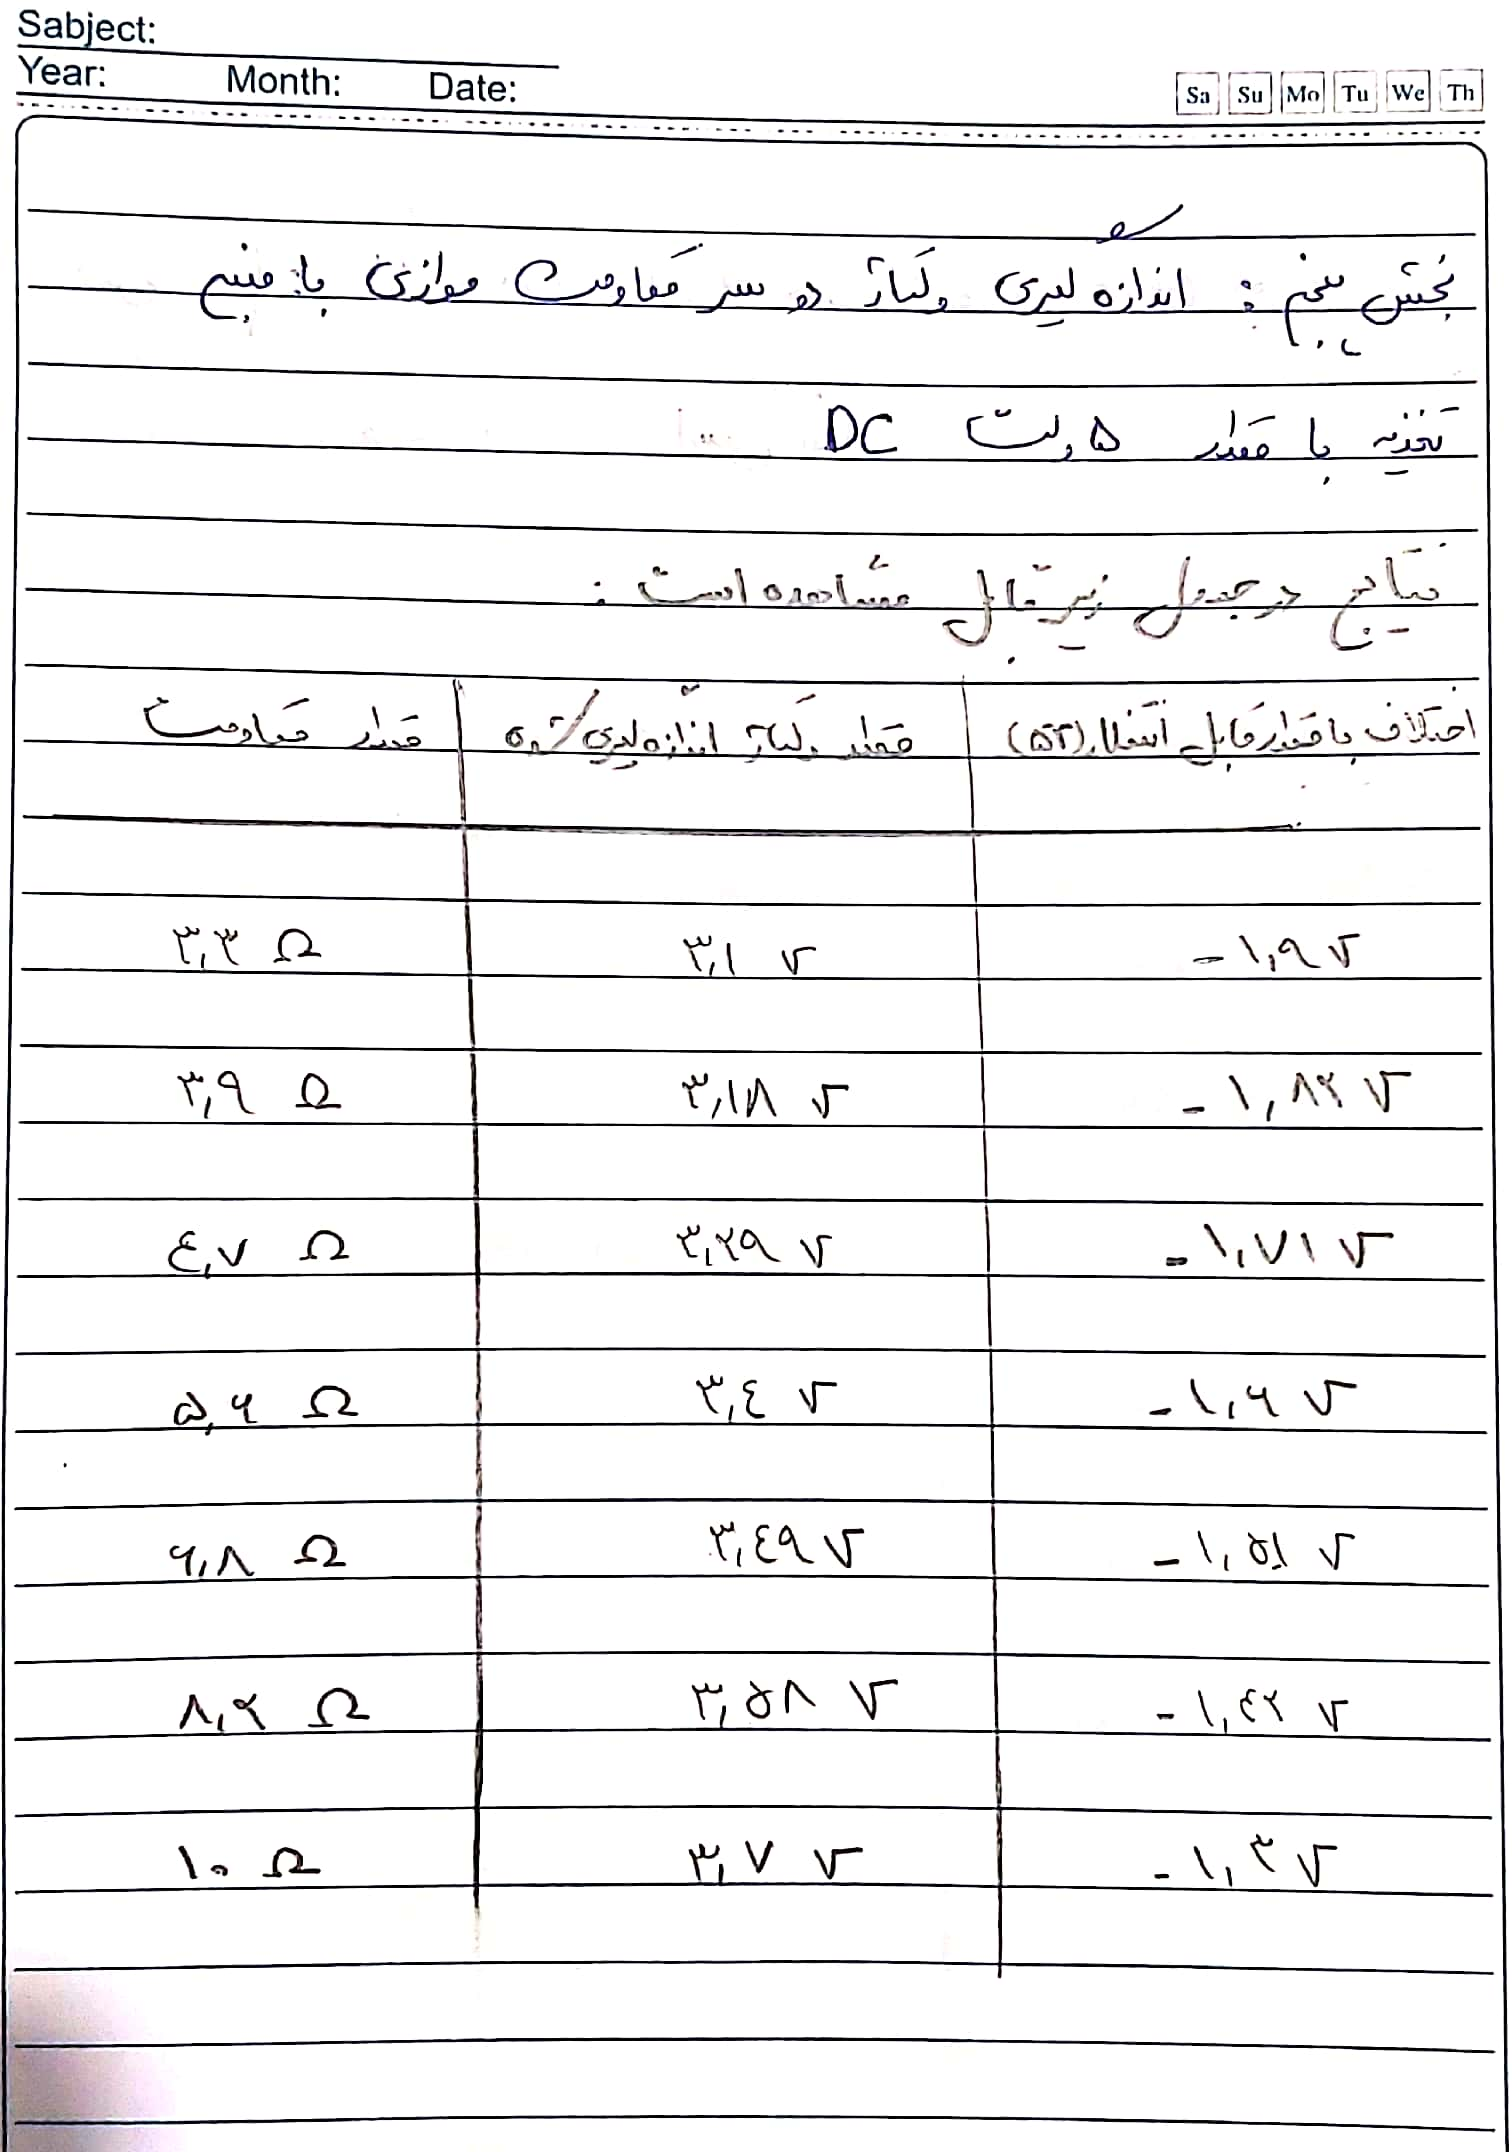 Sabject:
Year: Month: Date:
Sa Su Mo Tu We Th
بخش پنجم : اندازه گیری ولتاژ دو سر مقاومت موازی با منبع
تغذیه با مقدار ۵ ولت DC
نتایج در جدول زیر قابل مشاهده است :
مقدار مقاومت | مقدار ولتاژ اندازه گیری شده | اختلاف با مقدار قابل انتظار (۵v)
۳,۳ Ω | ۳,۱ v | -۱,۹ v
۳,۹ Ω | ۳,۱۸ v | -۱,۸۲ v
٤,۷ Ω | ۳,۲۹ v | -۱,۷۱ v
۵,۶ Ω | ۳,٤ v | -۱,۶ v
۶,۸ Ω | ۳,٤۹ v | -۱,۵۱ v
۸,۲ Ω | ۳,۵۸ v | -۱,٤۲ v
۱۰ Ω | ۳,۷ v | -۱,۳ v